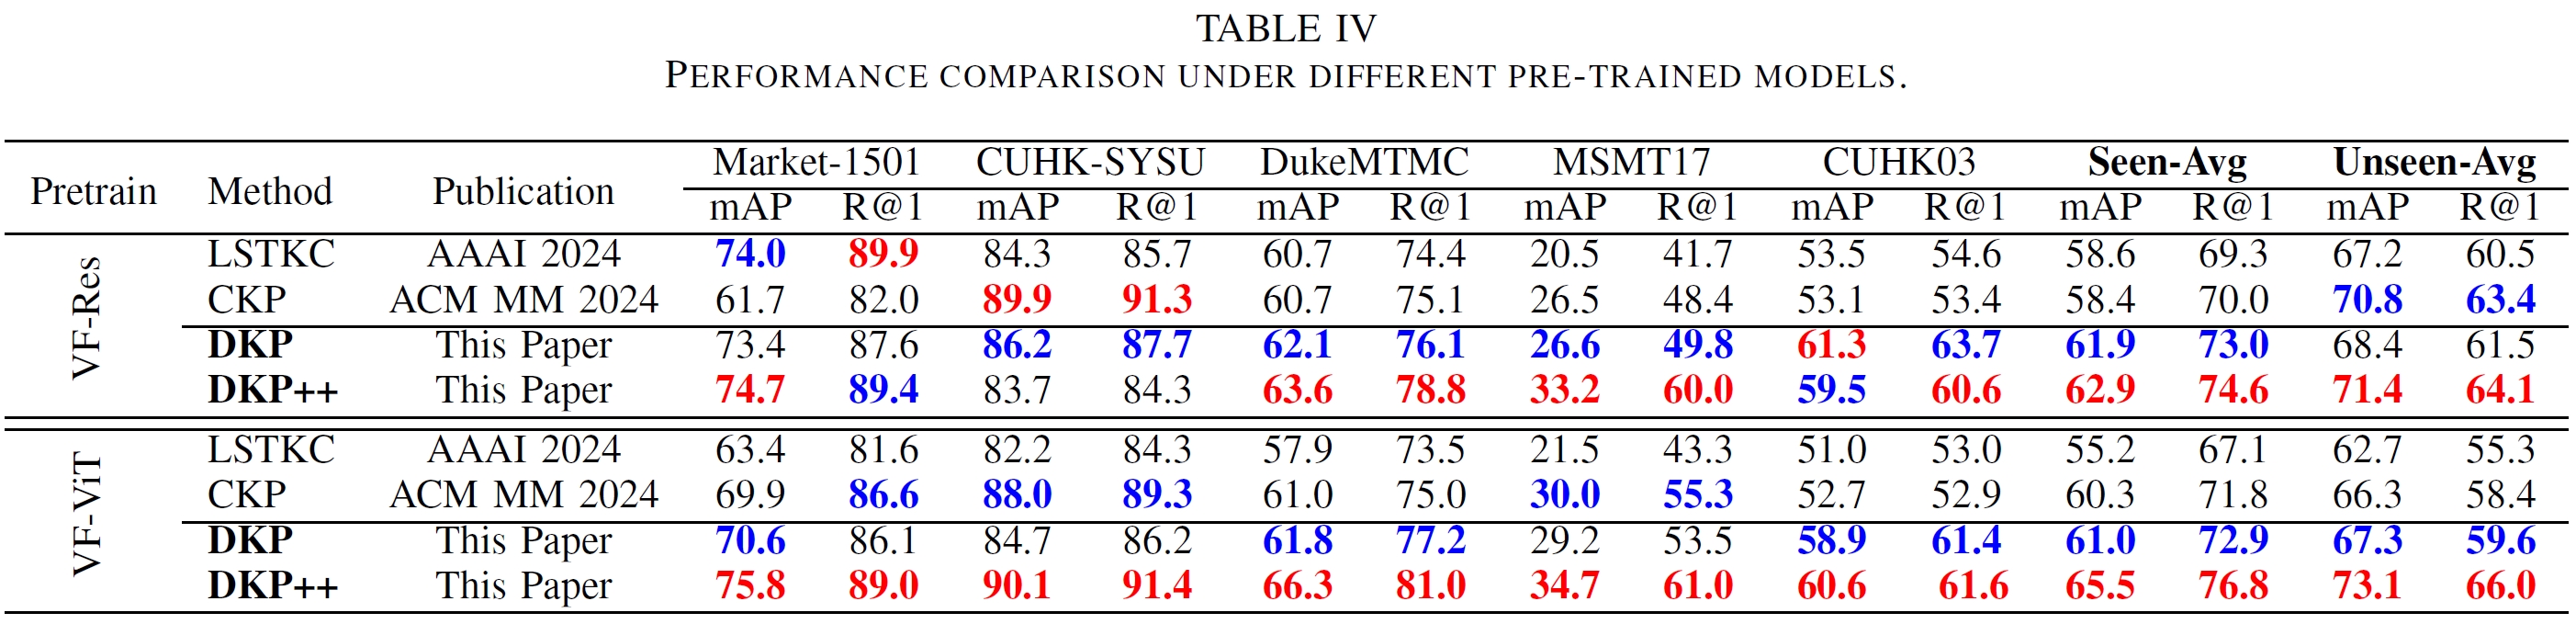 TABLE IV
PERFORMANCE COMPARISON UNDER DIFFERENT PRE-TRAINED MODELS.
Pretrain Method Publication Market-1501 CUHK-SYSU DukeMTMC MSMT17 CUHK03 Seen-Avg Unseen-Avg
mAP R@1 mAP R@1 mAP R@1 mAP R@1 mAP R@1 mAP R@1 mAP R@1
VF-Res
LSTKC AAAI 2024 74.0 89.9 84.3 85.7 60.7 74.4 20.5 41.7 53.5 54.6 58.6 69.3 67.2 60.5
CKP ACM MM 2024 61.7 82.0 89.9 91.3 60.7 75.1 26.5 48.4 53.1 53.4 58.4 70.0 70.8 63.4
DKP This Paper 73.4 87.6 86.2 87.7 62.1 76.1 26.6 49.8 61.3 63.7 61.9 73.0 68.4 61.5
DKP++ This Paper 74.7 89.4 83.7 84.3 63.6 78.8 33.2 60.0 59.5 60.6 62.9 74.6 71.4 64.1
VF-ViT
LSTKC AAAI 2024 63.4 81.6 82.2 84.3 57.9 73.5 21.5 43.3 51.0 53.0 55.2 67.1 62.7 55.3
CKP ACM MM 2024 69.9 86.6 88.0 89.3 61.0 75.0 30.0 55.3 52.7 52.9 60.3 71.8 66.3 58.4
DKP This Paper 70.6 86.1 84.7 86.2 61.8 77.2 29.2 53.5 58.9 61.4 61.0 72.9 67.3 59.6
DKP++ This Paper 75.8 89.0 90.1 91.4 66.3 81.0 34.7 61.0 60.6 61.6 65.5 76.8 73.1 66.0